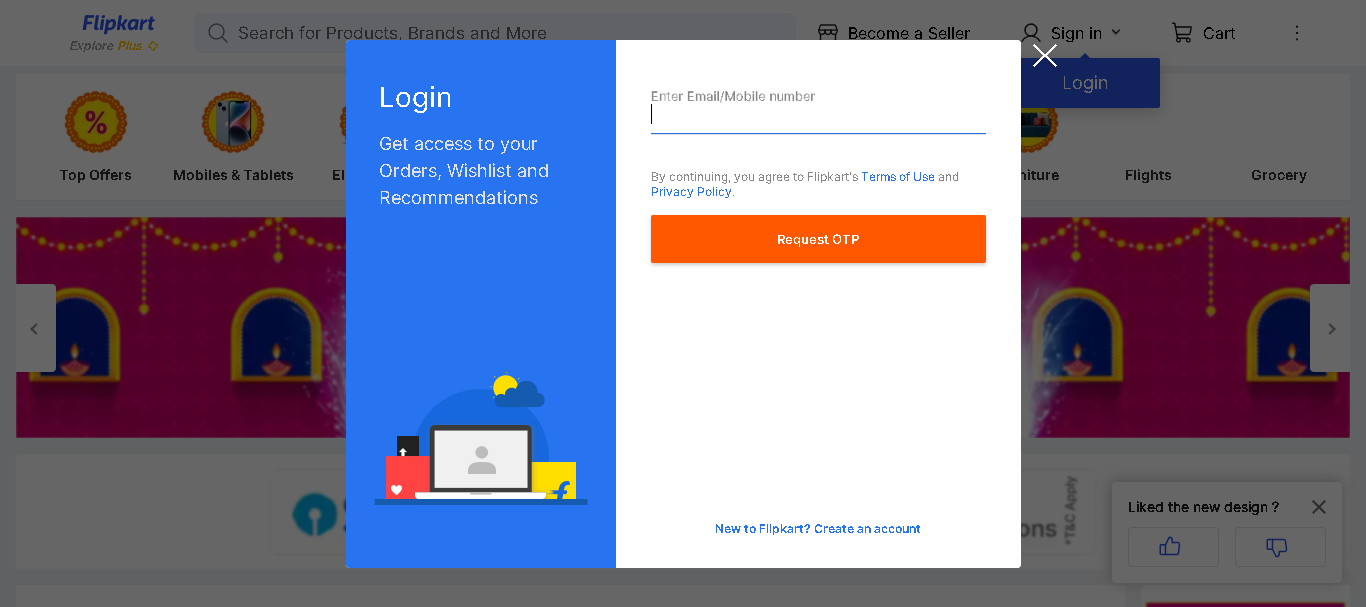 Flipkart
Explore Plus
Search for Products, Brands and More
Become a Seller
Sign in
Cart
Login
Top Offers
Mobiles & Tablets
Flights
Grocery
Login
Get access to your
Orders, Wishlist and
Recommendations
Enter Email/Mobile number
By continuing, you agree to Flipkart's Terms of Use and
Privacy Policy.
Request OTP
New to Flipkart? Create an account
*T&C Apply
Liked the new design ?